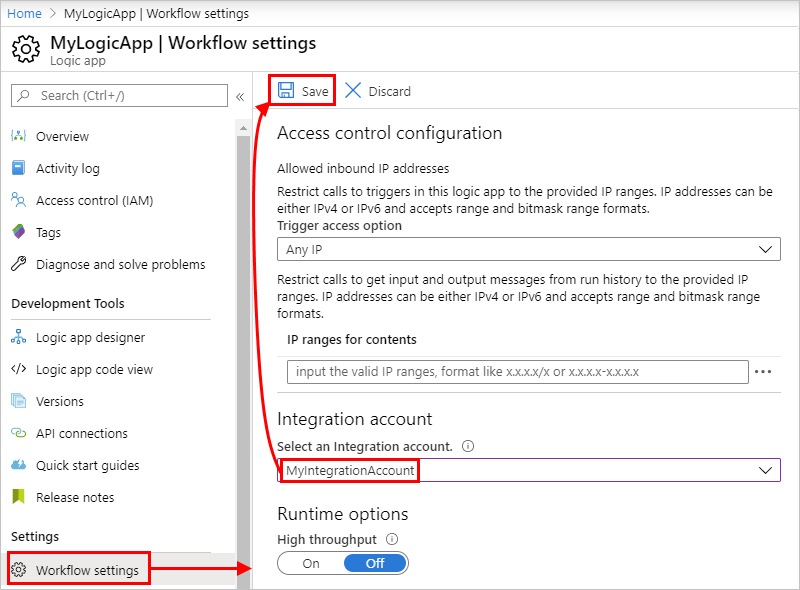 Home > MyLogicApp | Workflow settings
MyLogicApp | Workflow settings
Logic app
Search (Ctrl+/)
«
Overview
Activity log
Access control (IAM)
Tags
Diagnose and solve problems
Development Tools
Logic app designer
Logic app code view
Versions
API connections
Quick start guides
Release notes
Settings
Workflow settings
Save
Discard
Access control configuration
Allowed inbound IP addresses
Restrict calls to triggers in this logic app to the provided IP ranges. IP addresses can be
either IPv4 or IPv6 and accepts range and bitmask range formats.
Trigger access option
Any IP
Restrict calls to get input and output messages from run history to the provided IP
ranges. IP addresses can be either IPv4 or IPv6 and accepts range and bitmask range
formats.
IP ranges for contents
input the valid IP ranges, format like x.x.x.x/x or x.x.x.x-x.x.x.x
Integration account
Select an Integration account.
MyIntegrationAccount
Runtime options
High throughput
On Off